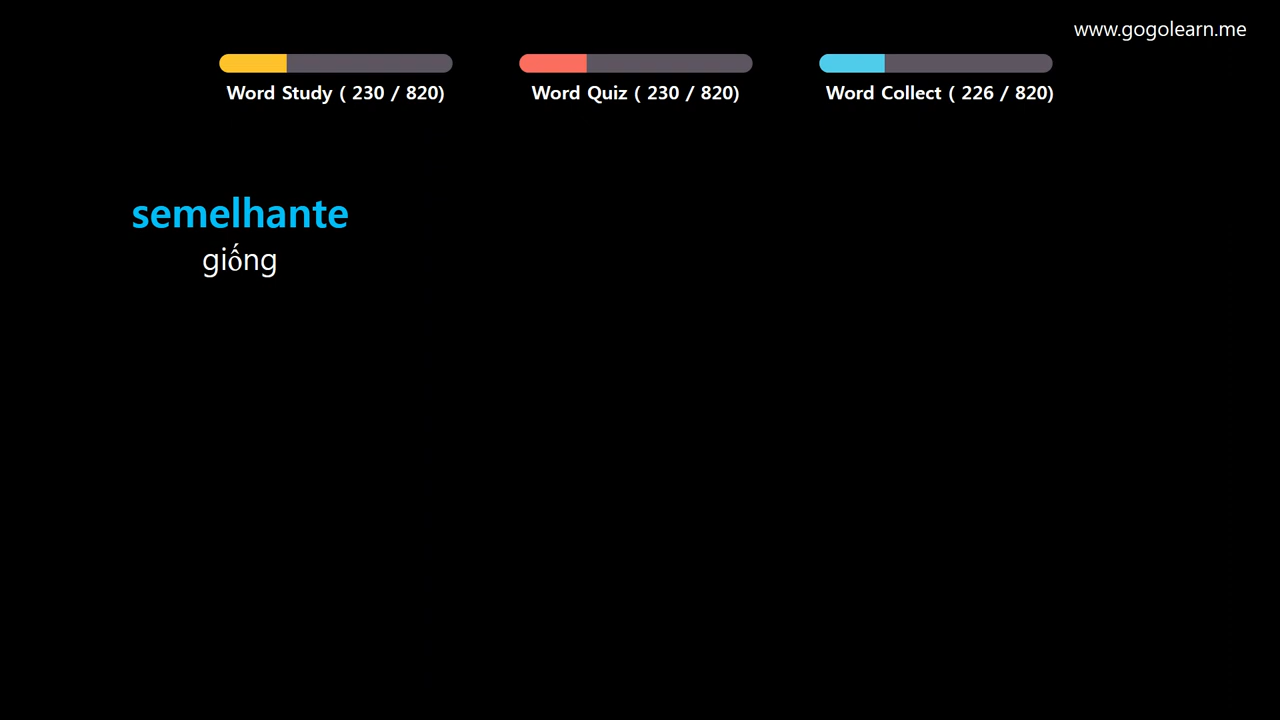 www.gogolearn.me
Word Study ( 230 / 820)
Word Quiz ( 230 / 820)
Word Collect ( 226 / 820)
semelhante
giống